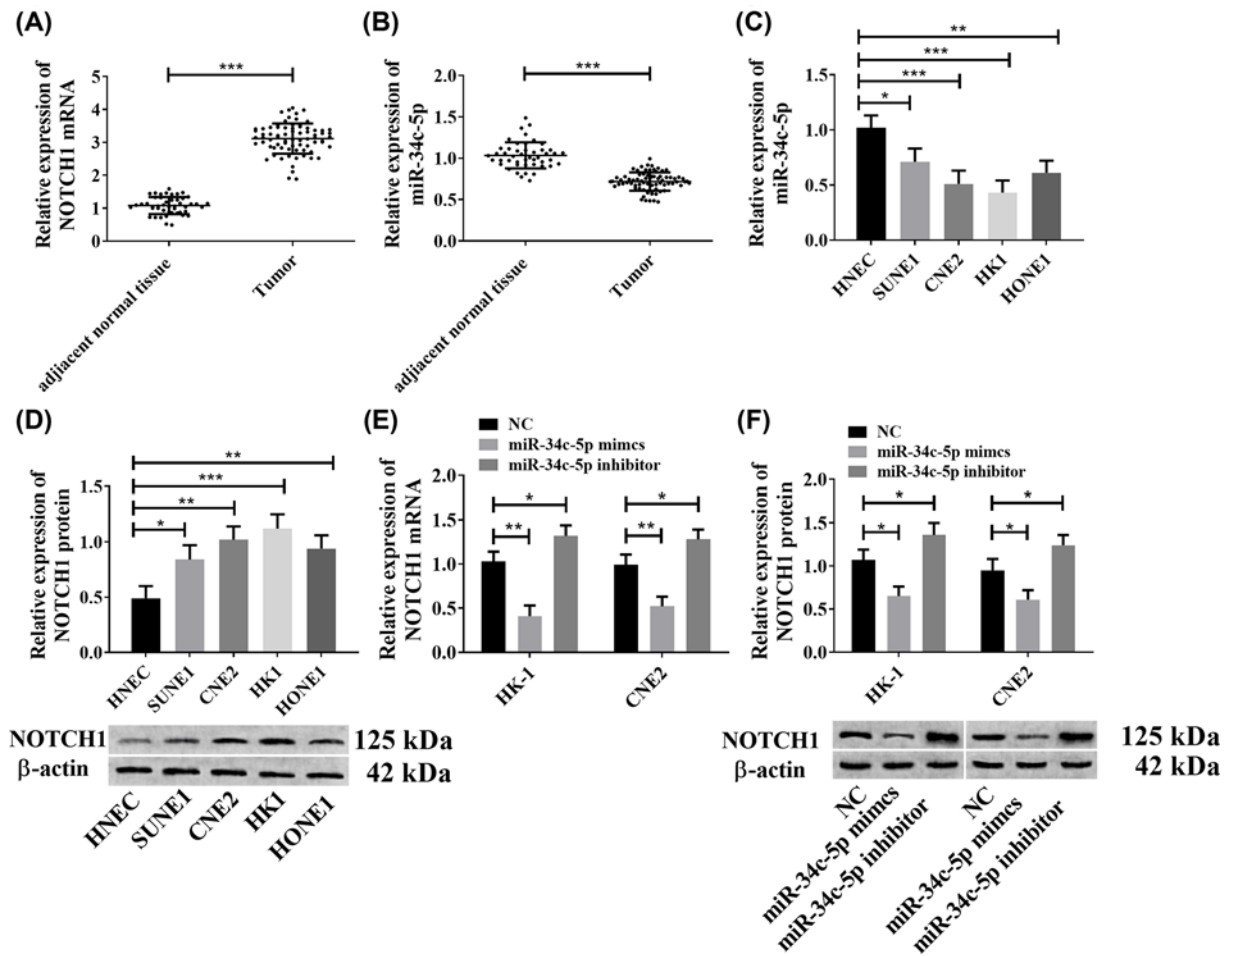 (A)
Relative expression of
NOTCH1 mRNA
5
4
3
2
1
0
***
adjiacent normal tissue
Tumor
(B)
Relative expression of
miR-34c-5p
2.0
1.5
1.0
0.5
0.0
***
adjiacent normal tissue
Tumor
(C)
Relative expression of
miR-34c-5p
1.5
1.0
0.5
0.0
**
***
***
*
HNEC
SUNE1
CNE2
HK1
HONE1
(D)
Relative expression of
NOTCH1 protein
1.5
1.0
0.5
0.0
**
***
**
*
HNEC
SUNE1
CNE2
HK1
HONE1
NOTCH1
125 kDa
β-actin
42 kDa
HNEC
SUNE1
CNE2
HK1
HONE1
(E)
NC
miR-34c-5p mimcs
miR-34c-5p inhibitor
Relative expression of
NOTCH1 mRNA
2.0
1.5
1.0
0.5
0.0
*
**
*
**
HK-1
CNE2
(F)
NC
miR-34c-5p mimcs
miR-34c-5p inhibitor
Relative expression of
NOTCH1 protein
2.0
1.5
1.0
0.5
0.0
*
*
*
*
HK-1
CNE2
NOTCH1
125 kDa
β-actin
42 kDa
NC
miR-34c-5p mimcs
miR-34c-5p inhibitor
NC
miR-34c-5p mimcs
miR-34c-5p inhibitor